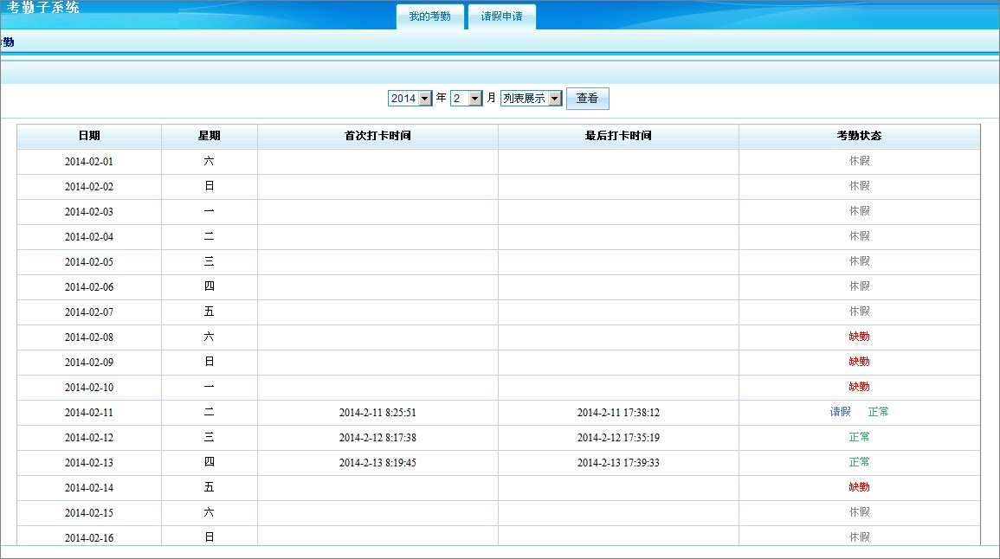 考勤子系统
我的考勤 请假申请
勤
2014 年 2 月 列表展示 查看
日期 星期 首次打卡时间 最后打卡时间 考勤状态
2014-02-01 六 休假
2014-02-02 日 休假
2014-02-03 一 休假
2014-02-04 二 休假
2014-02-05 三 休假
2014-02-06 四 休假
2014-02-07 五 休假
2014-02-08 六 缺勤
2014-02-09 日 缺勤
2014-02-10 一 缺勤
2014-02-11 二 2014-2-11 8:25:51 2014-2-11 17:38:12 请假 正常
2014-02-12 三 2014-2-12 8:17:38 2014-2-12 17:35:19 正常
2014-02-13 四 2014-2-13 8:19:45 2014-2-13 17:39:33 正常
2014-02-14 五 缺勤
2014-02-15 六 休假
2014-02-16 日 休假